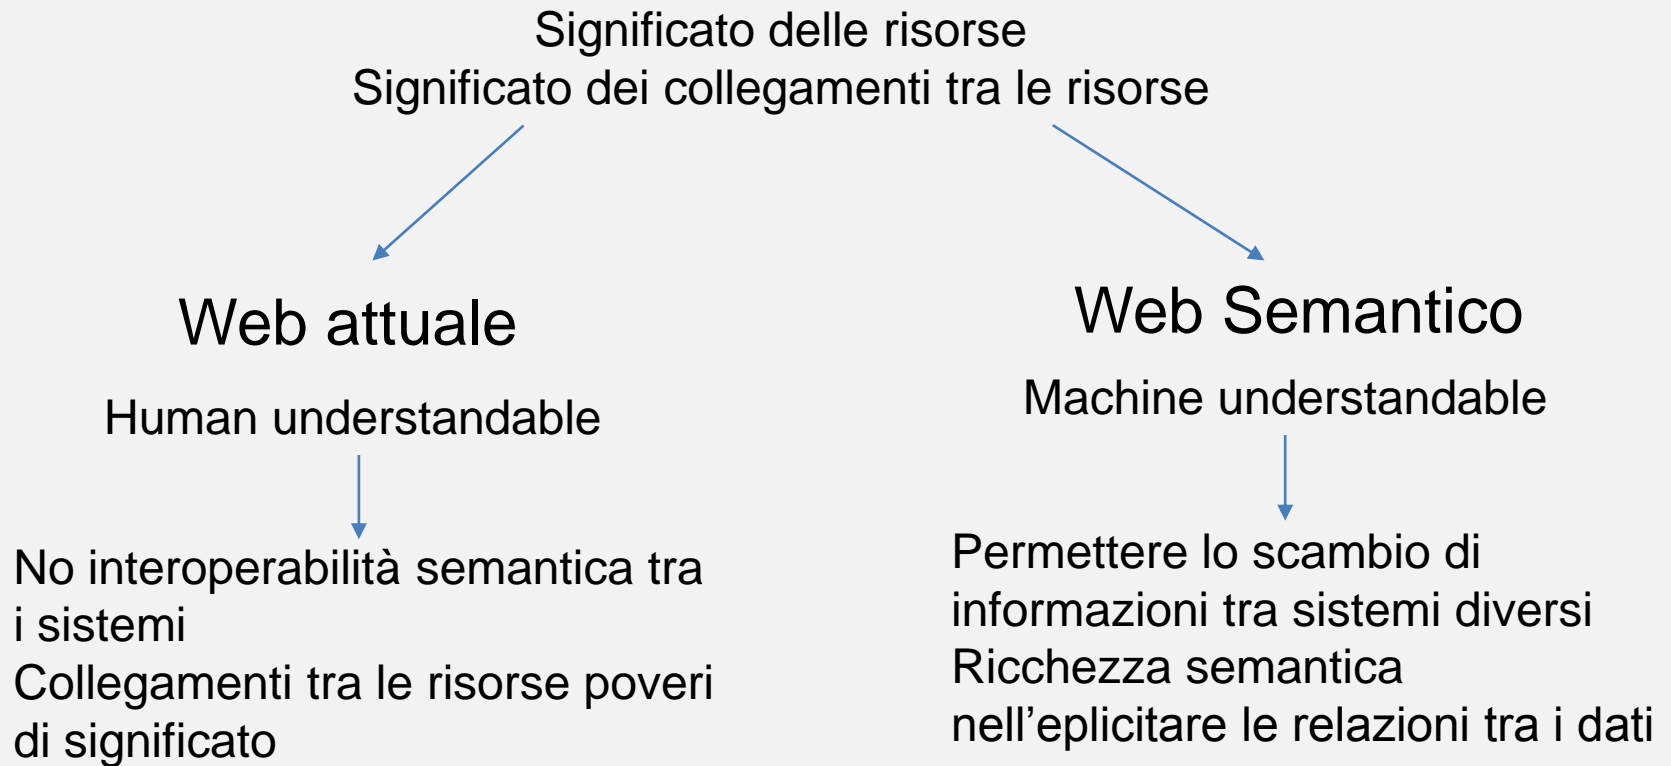 Significato delle risorse
Significato dei collegamenti tra le risorse
Web attuale
Human understandable
No interoperabilità semantica tra
i sistemi
Collegamenti tra le risorse poveri
di significato
Web Semantico
Machine understandable
Permettere lo scambio di
informazioni tra sistemi diversi
Ricchezza semantica
nell’eplicitare le relazioni tra i dati